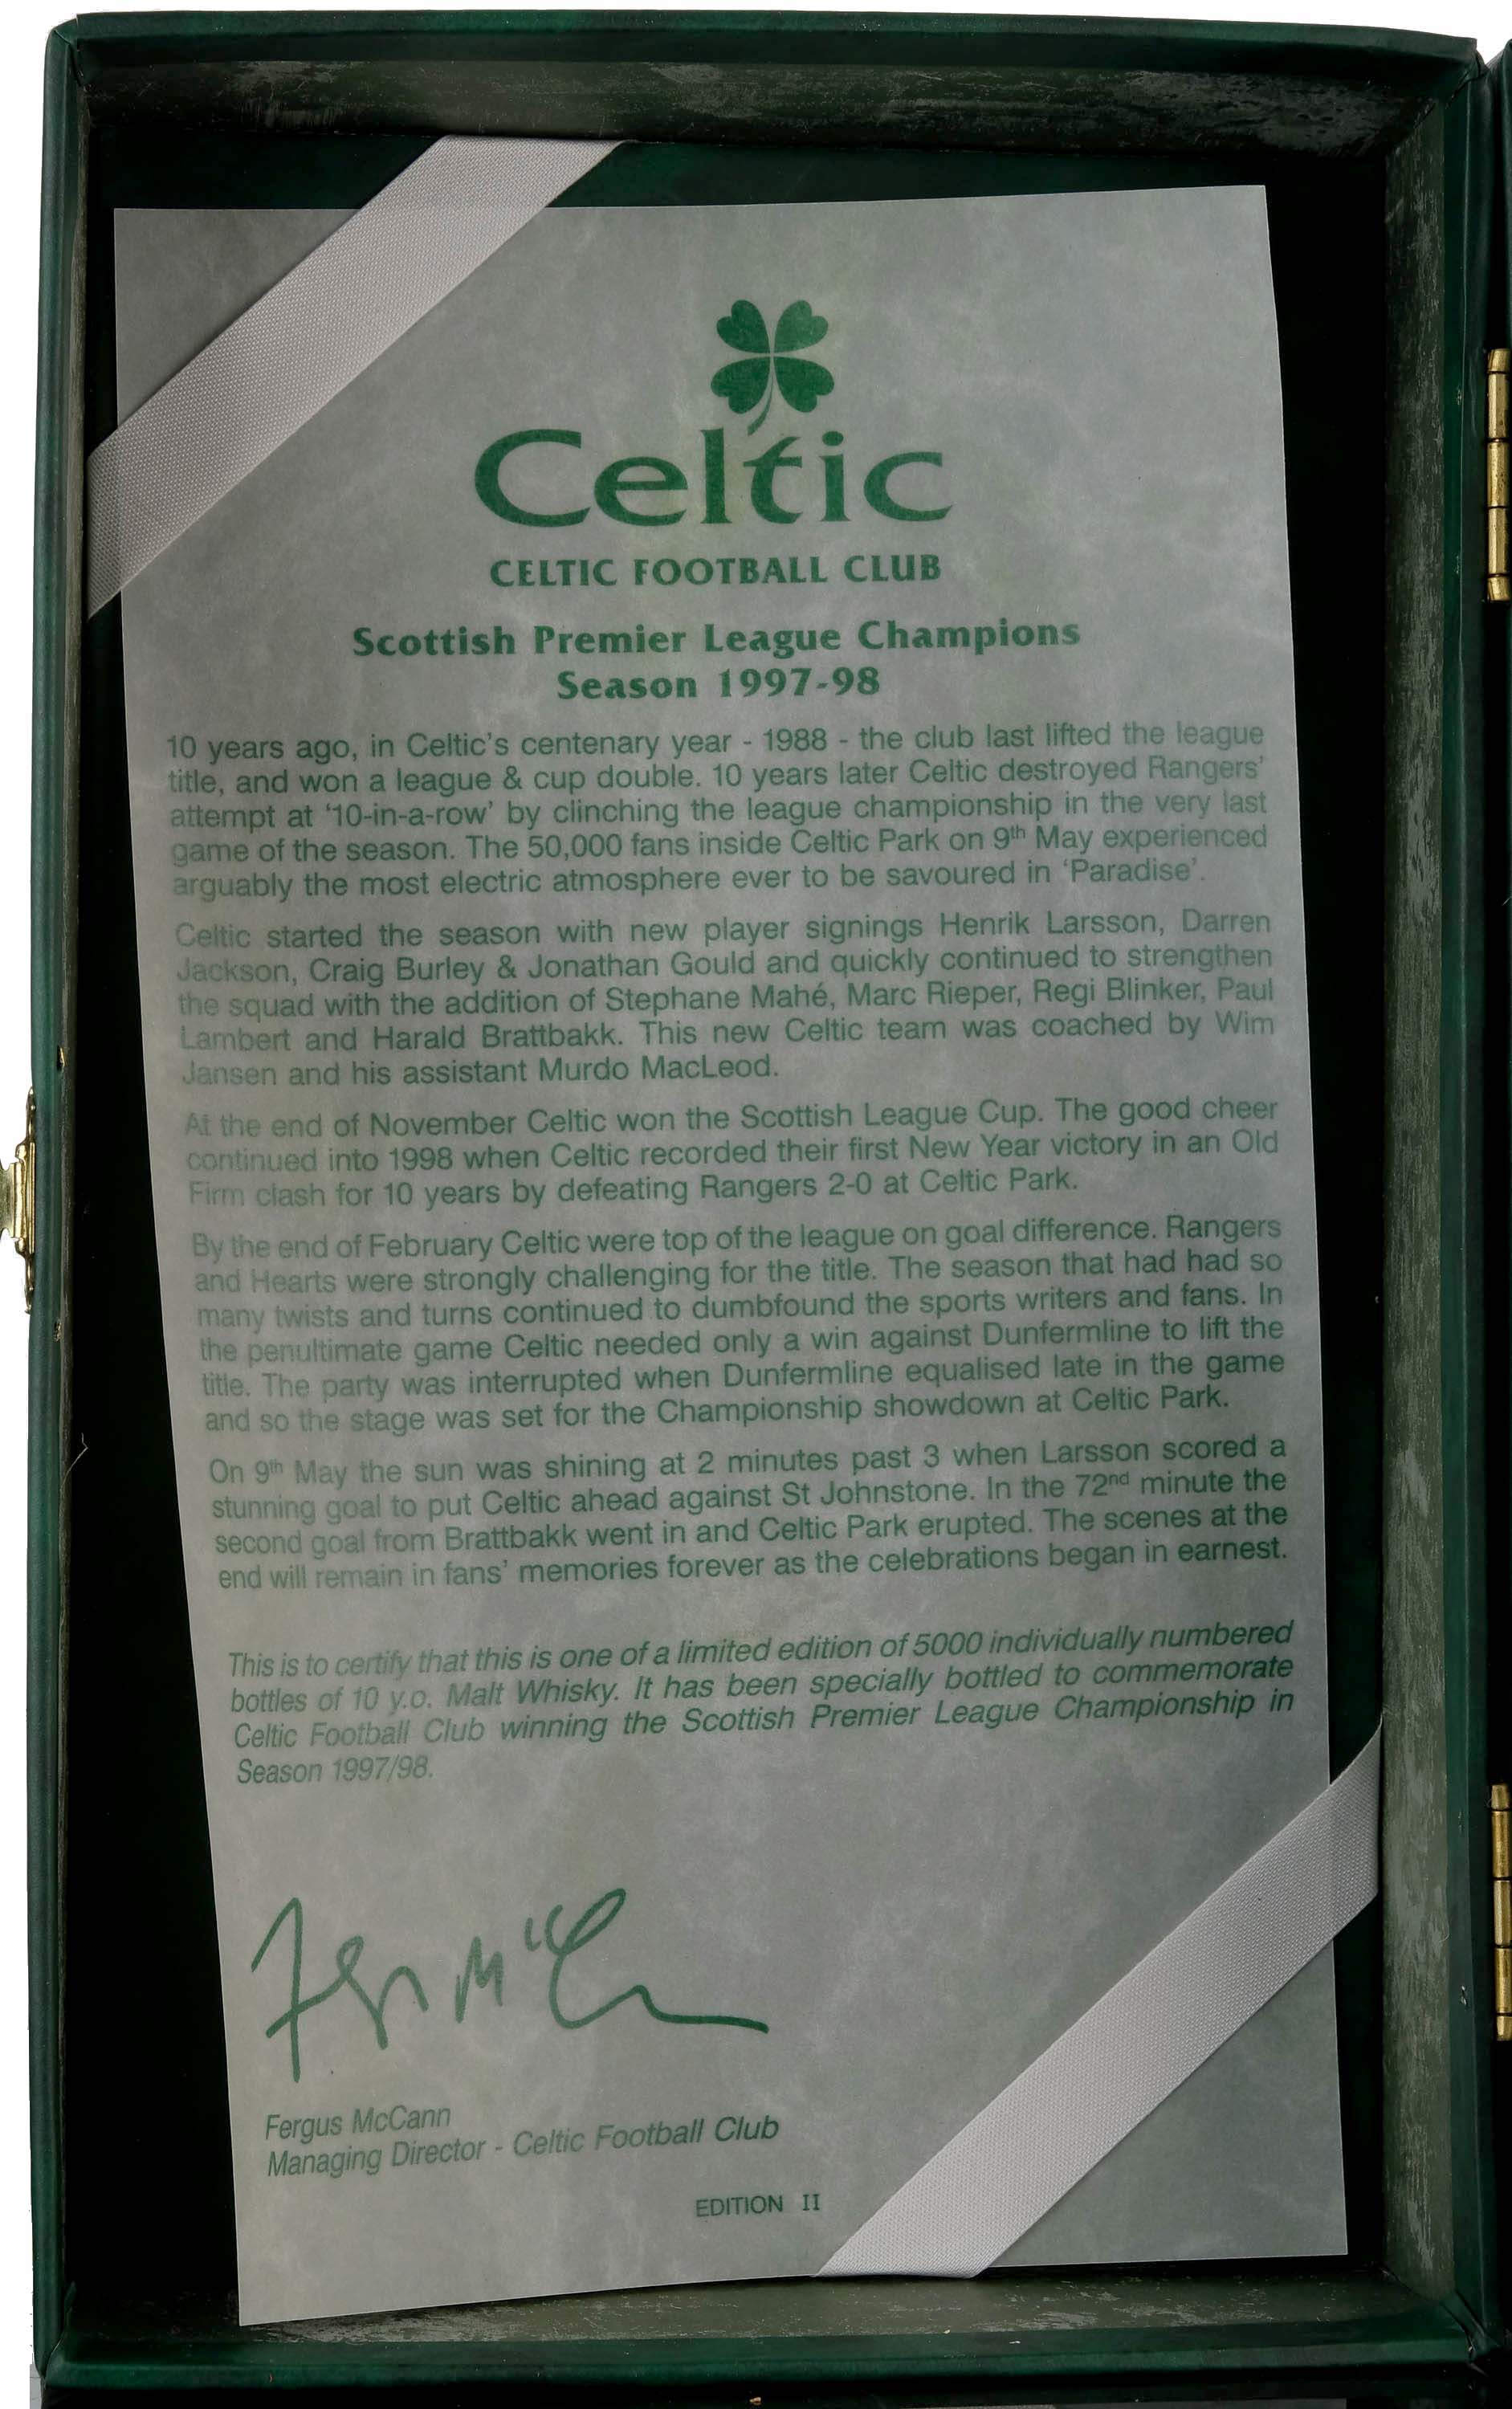 Celtic
CELTIC FOOTBALL CLUB
Scottish Premier League Champions
Season 1997-98
10 years ago, in Celtic's centenary year - 1988 - the club last lifted the league
title, and won a league & cup double. 10 years later Celtic destroyed Rangers'
attempt at '10-in-a-row' by clinching the league championship in the very last
game of the season. The 50,000 fans inside Celtic Park on 9th May experienced
arguably the most electric atmosphere ever to be savoured in 'Paradise'.
Celtic started the season with new player signings Henrik Larsson, Darren
Jackson, Craig Burley & Jonathan Gould and quickly continued to strengthen
the squad with the addition of Stephane Mahé, Marc Rieper, Regi Blinker, Paul
Lambert and Harald Brattbakk. This new Celtic team was coached by Wim
Jansen and his assistant Murdo MacLeod.
At the end of November Celtic won the Scottish League Cup. The good cheer
continued into 1998 when Celtic recorded their first New Year victory in an Old
Firm clash for 10 years by defeating Rangers 2-0 at Celtic Park.
By the end of February Celtic were top of the league on goal difference. Rangers
and Hearts were strongly challenging for the title. The season that had had so
many twists and turns continued to dumbfound the sports writers and fans. In
the penultimate game Celtic needed only a win against Dunfermline to lift the
title. The party was interrupted when Dunfermline equalised late in the game
and so the stage was set for the Championship showdown at Celtic Park.
On 9th May the sun was shining at 2 minutes past 3 when Larsson scored a
stunning goal to put Celtic ahead against St Johnstone. In the 72nd minute the
second goal from Brattbakk went in and Celtic Park erupted. The scenes at the
end will remain in fans' memories forever as the celebrations began in earnest.
This is to certify that this is one of a limited edition of 5000 individually numbered
bottles of 10 y.o. Malt Whisky. It has been specially bottled to commemorate
Celtic Football Club winning the Scottish Premier League Championship in
Season 1997/98.
Fergus McCann
Managing Director - Celtic Football Club
EDITION II